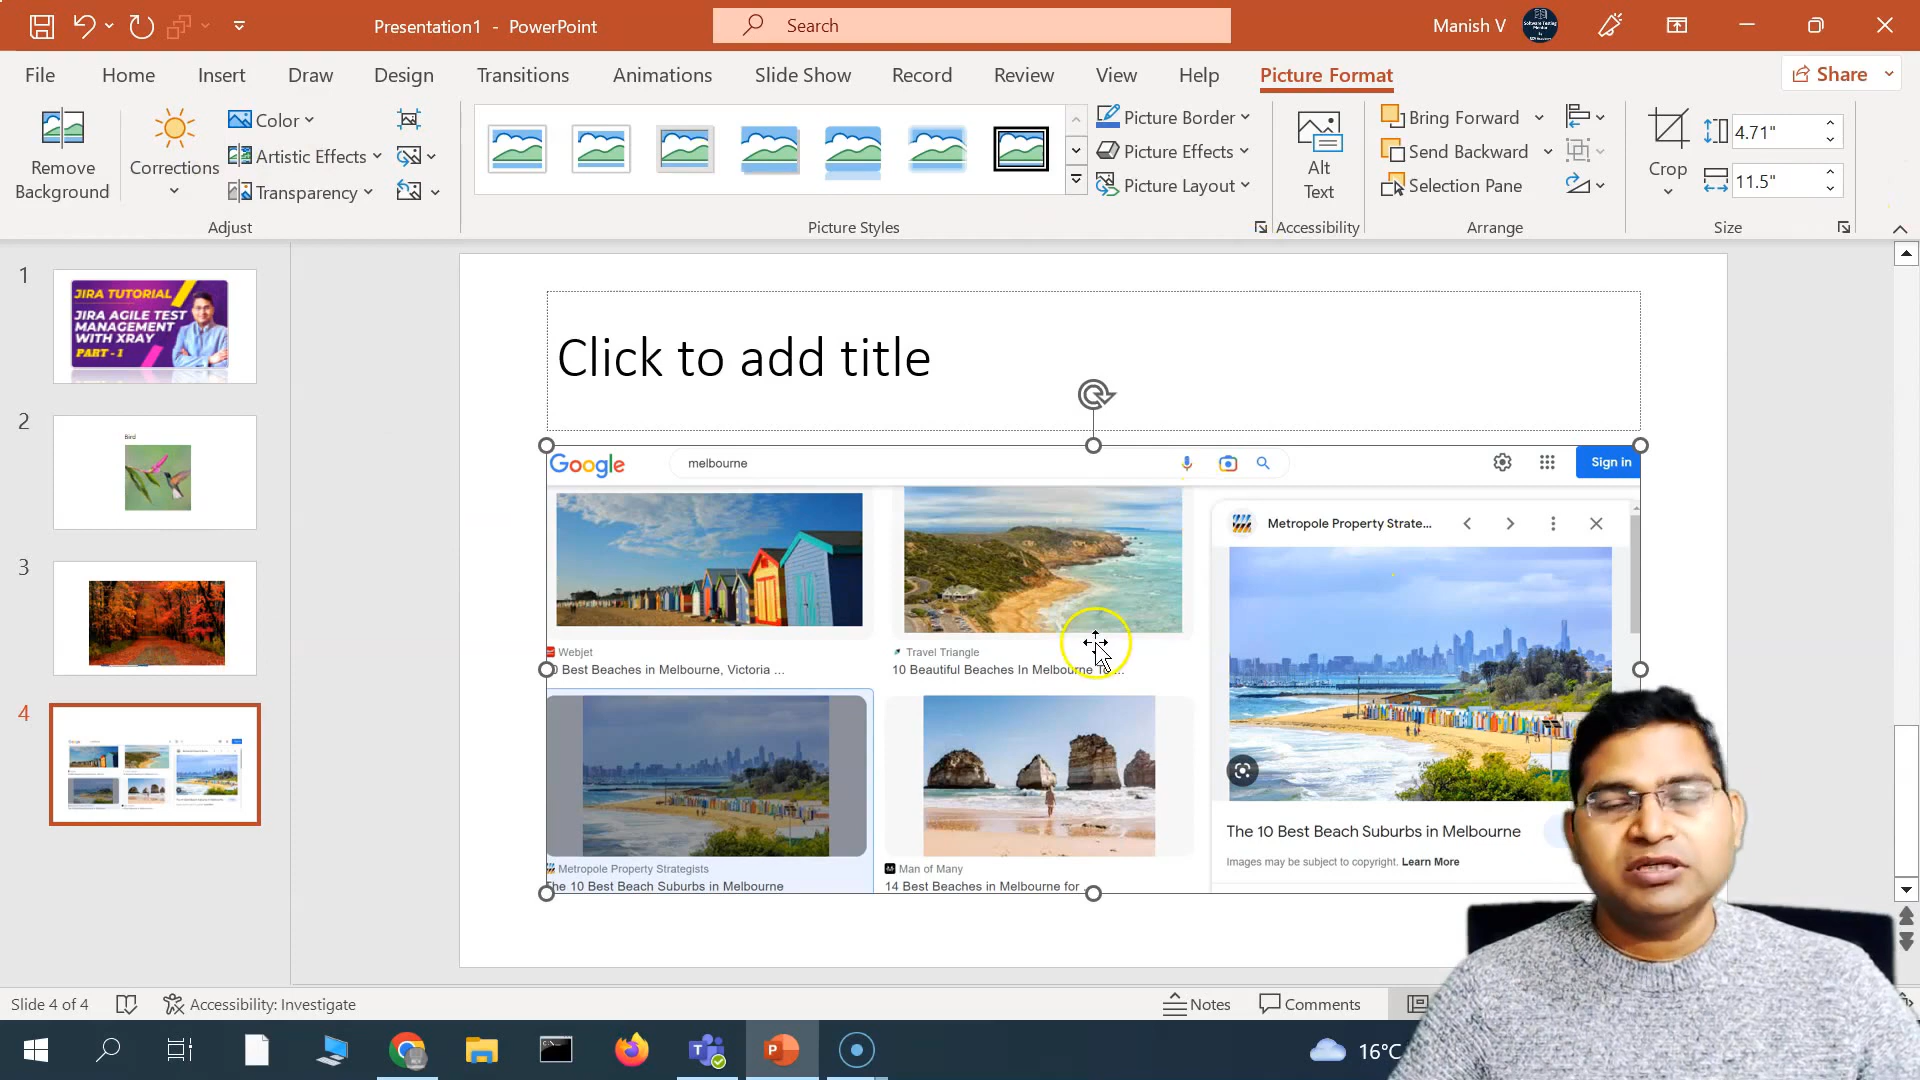 Presentation1 - PowerPoint
Search
Manish V
File Home Insert Draw Design Transitions Animations Slide Show Record Review View Help Picture Format
Share
Remove Background
Corrections
Color
Artistic Effects
Transparency
Adjust
Picture Border
Picture Effects
Picture Layout
Picture Styles
Alt Text
Accessibility
Bring Forward
Send Backward
Selection Pane
Arrange
Crop
4.71"
11.5"
Size
1
JIRA TUTORIAL
JIRA AGILE TEST
MANAGEMENT
WITH XRAY
PART - 1
2
Bird
3
4
Click to add title
Google
melbourne
Sign in
Metropole Property Strate...
Webjet
Best Beaches in Melbourne, Victoria ...
Travel Triangle
10 Beautiful Beaches In Melbourne
Metropole Property Strategists
The 10 Best Beach Suburbs in Melbourne
Man of Many
14 Best Beaches in Melbourne for
The 10 Best Beach Suburbs in Melbourne
Images may be subject to copyright. Learn More
Slide 4 of 4
Accessibility: Investigate
Notes
Comments
16°C